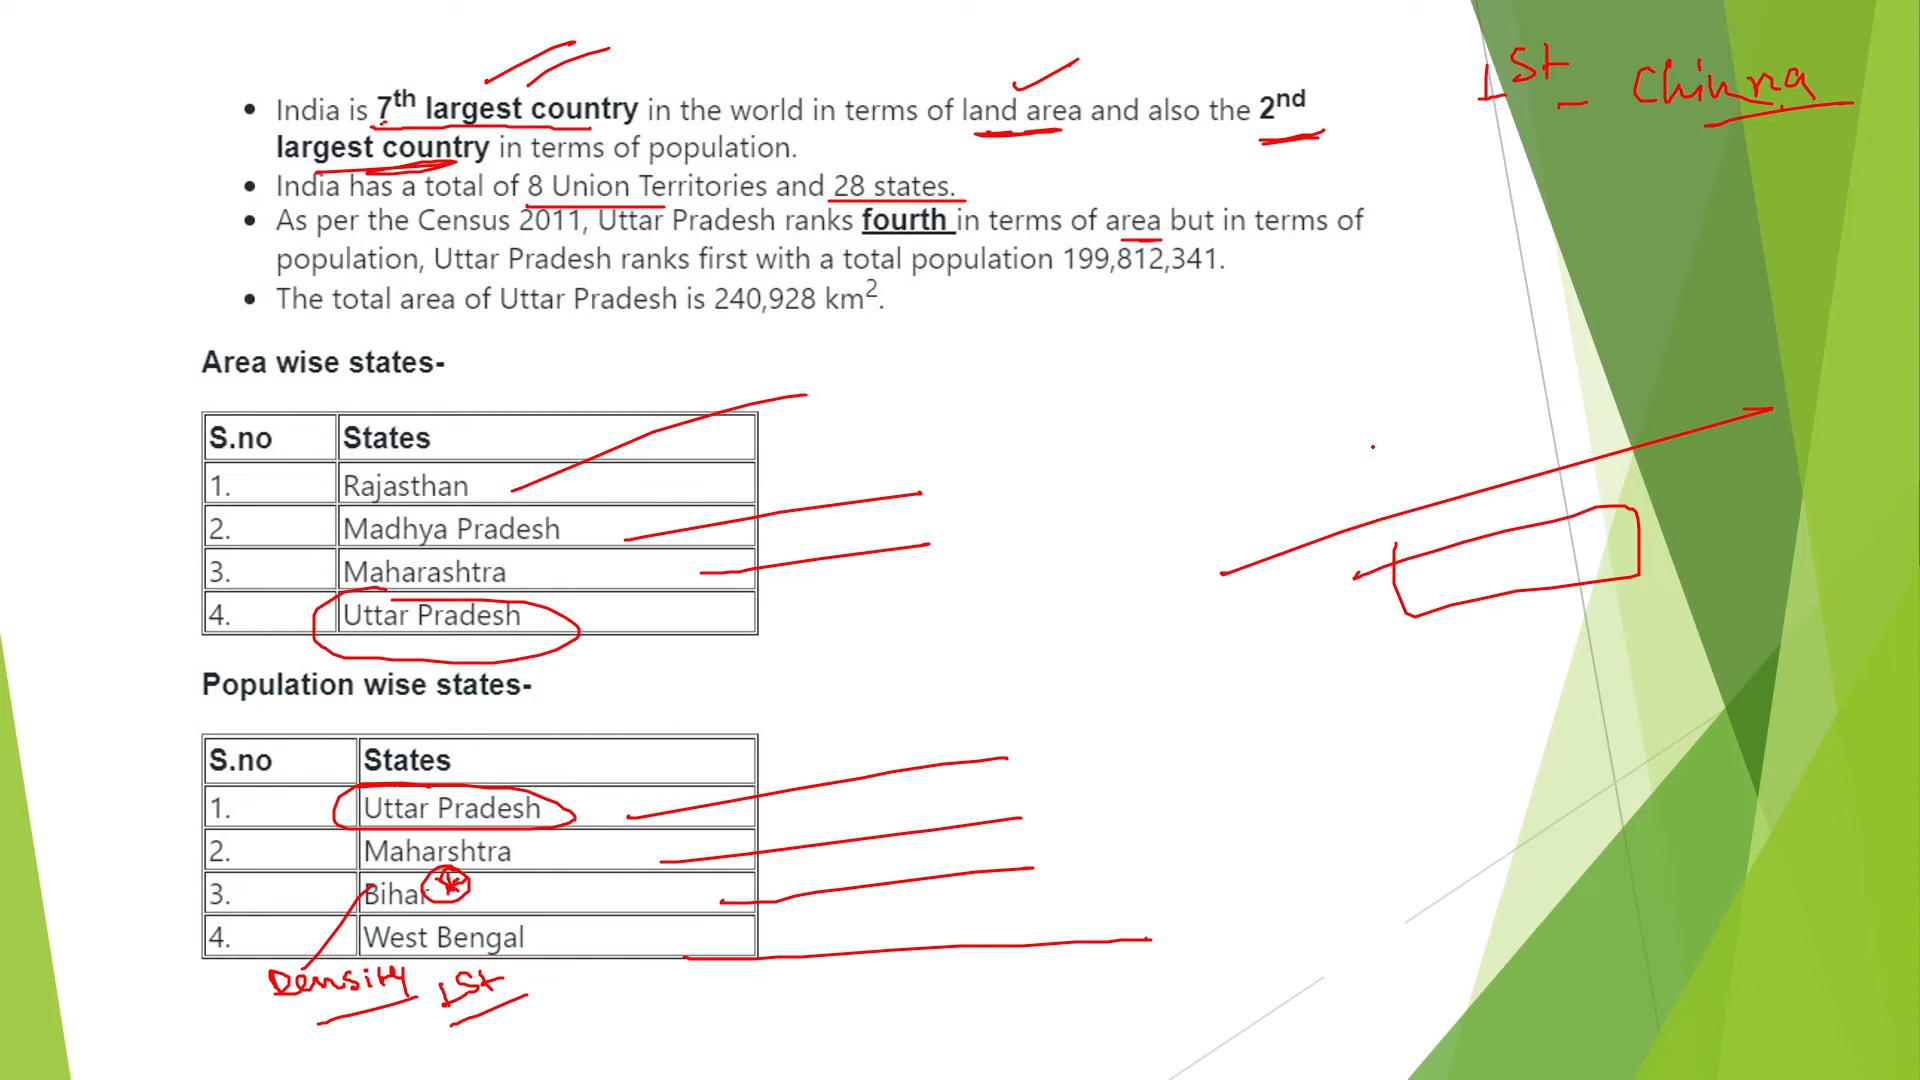 1st - Chinna
• India is 7th largest country in the world in terms of land area and also the 2nd
largest country in terms of population.
• India has a total of 8 Union Territories and 28 states.
• As per the Census 2011, Uttar Pradesh ranks fourth in terms of area but in terms of
population, Uttar Pradesh ranks first with a total population 199,812,341.
• The total area of Uttar Pradesh is 240,928 km2.
Area wise states-
S.no States
1. Rajasthan
2. Madhya Pradesh
3. Maharashtra
4. Uttar Pradesh
Population wise states-
S.no States
1. Uttar Pradesh
2. Maharshtra
3. Bihar
4. West Bengal
Density 1st